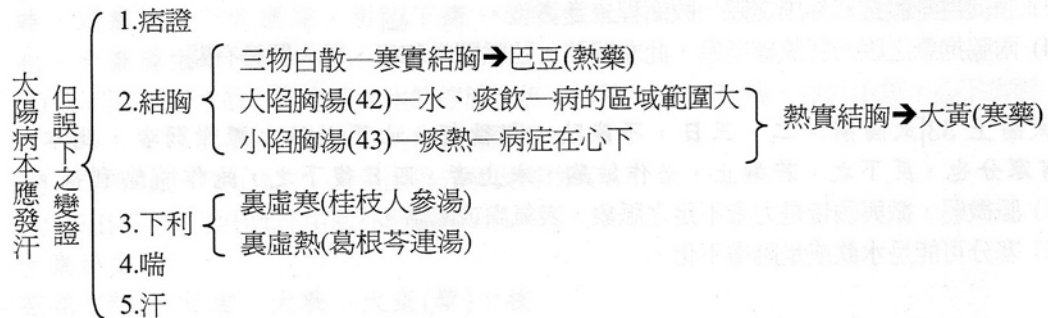 太陽病本應發汗
但誤下之變證
1.痞證
2.結胸
三物白散—寒實結胸➔巴豆(熱藥)
大陷胸湯(42)—水、痰飲—病的區域範圍大
小陷胸湯(43)—痰熱—病症在心下
熱實結胸➔大黃(寒藥)
3.下利
裏虛寒(桂枝人參湯)
裏虛熱(葛根芩連湯)
4.喘
5.汗